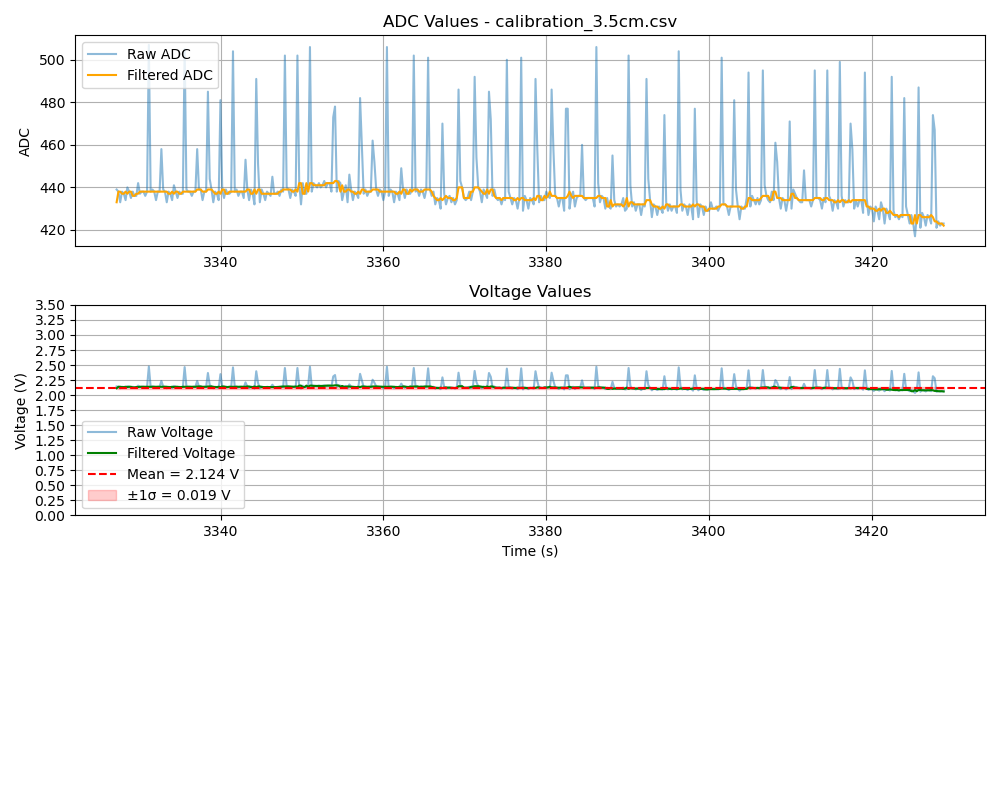 ADC Values - calibration_3.5cm.csv
ADC
500
480
460
440
420
Raw ADC
Filtered ADC
3340 3360 3380 3400 3420
Voltage Values
Voltage (V)
3.50
3.25
3.00
2.75
2.50
2.25
2.00
1.75
1.50
1.25
1.00
0.75
0.50
0.25
0.00
Raw Voltage
Filtered Voltage
Mean = 2.124 V
±1σ = 0.019 V
3340 3360 3380 3400 3420
Time (s)